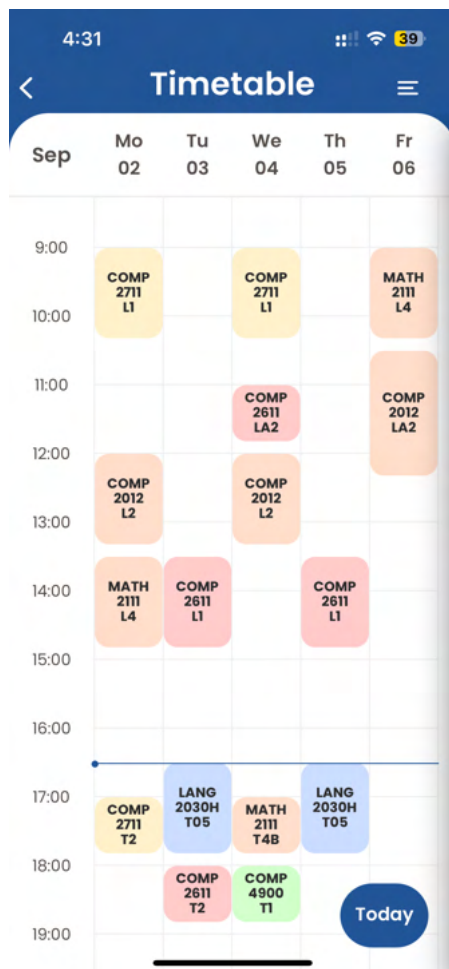 4:31
39
Timetable
Sep
Mo Tu We Th Fr
02 03 04 05 06
9:00
COMP
2711
L1
COMP
2711
L1
MATH
2111
L4
10:00
11:00
COMP
2611
LA2
COMP
2012
LA2
12:00
COMP
2012
L2
COMP
2012
L2
13:00
14:00
MATH
2111
L4
COMP
2611
L1
COMP
2611
L1
15:00
16:00
17:00
COMP
2711
T2
LANG
2030H
T05
MATH
2111
T4B
LANG
2030H
T05
18:00
COMP
2611
T2
COMP
4900
T1
Today
19:00